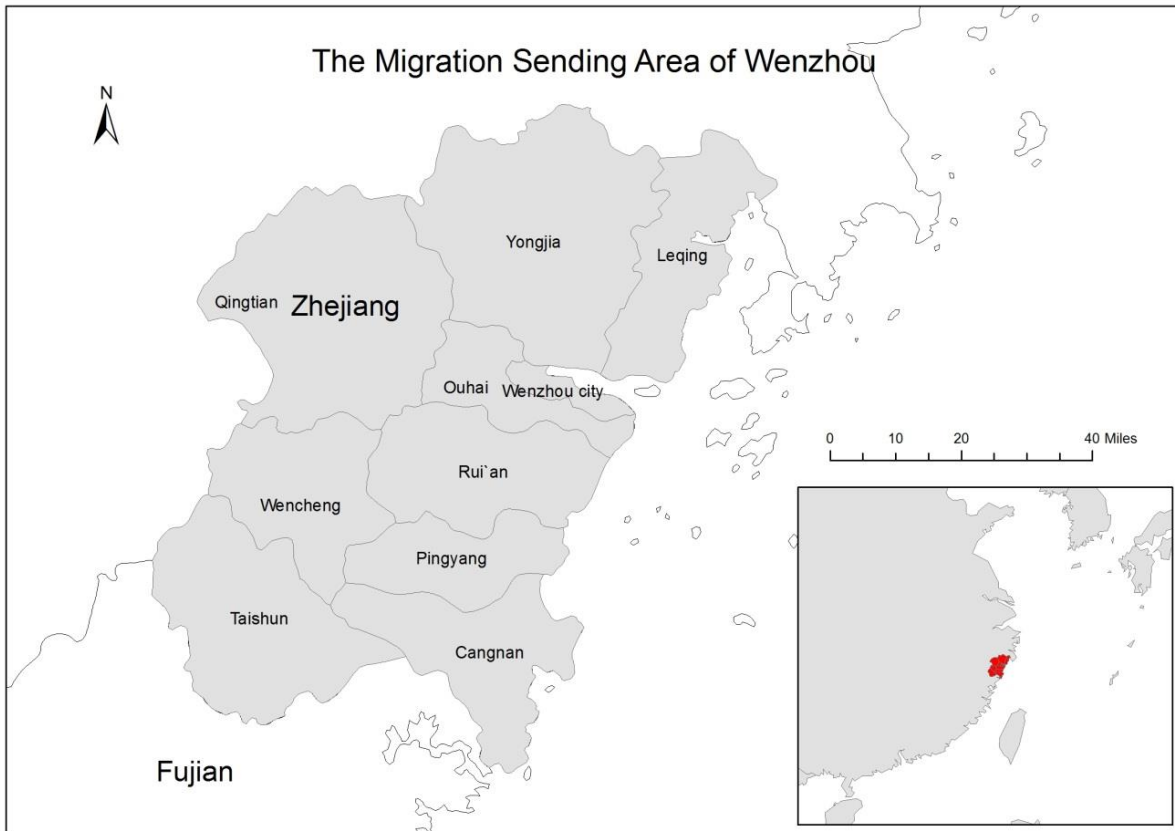 The Migration Sending Area of Wenzhou
N
Yongjia
Leqing
Qingtian
Zhejiang
Ouhai
Wenzhou city
Rui`an
0 10 20 40 Miles
Wencheng
Pingyang
Taishun
Cangnan
Fujian